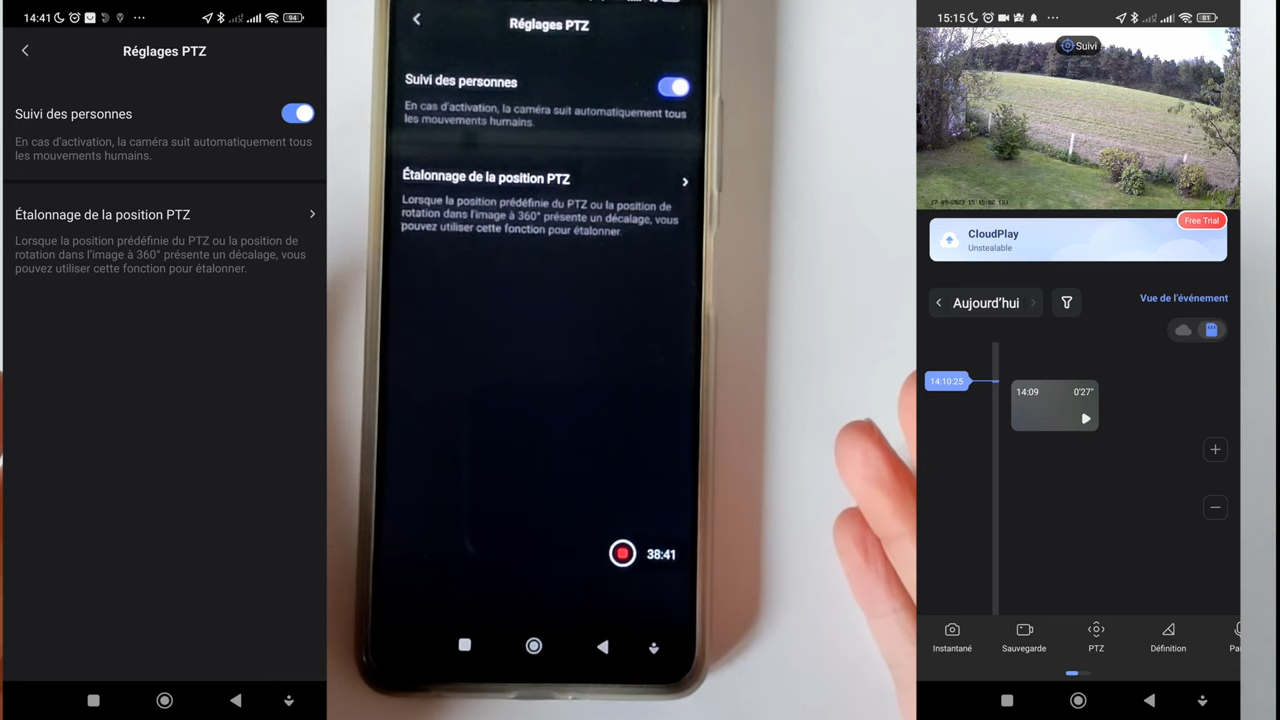 14:41
94
Réglages PTZ
Suivi des personnes
En cas d'activation, la caméra suit automatiquement tous
les mouvements humains.
Étalonnage de la position PTZ
Lorsque la position prédéfinie du PTZ ou la position de
rotation dans l'image à 360° présente un décalage, vous
pouvez utiliser cette fonction pour étalonner.
Réglages PTZ
Suivi des personnes
En cas d'activation, la caméra suit automatiquement tous
les mouvements humains.
Étalonnage de la position PTZ
Lorsque la position prédéfinie du PTZ ou la position de
rotation dans l'image à 360° présente un décalage, vous
pouvez utiliser cette fonction pour étalonner.
38:41
15:15
81
Suivi
Free Trial
CloudPlay
Unstealable
Aujourd'hui
Vue de l'événement
14:10:25
14:09 0'27"
Instantané Sauvegarde PTZ Définition